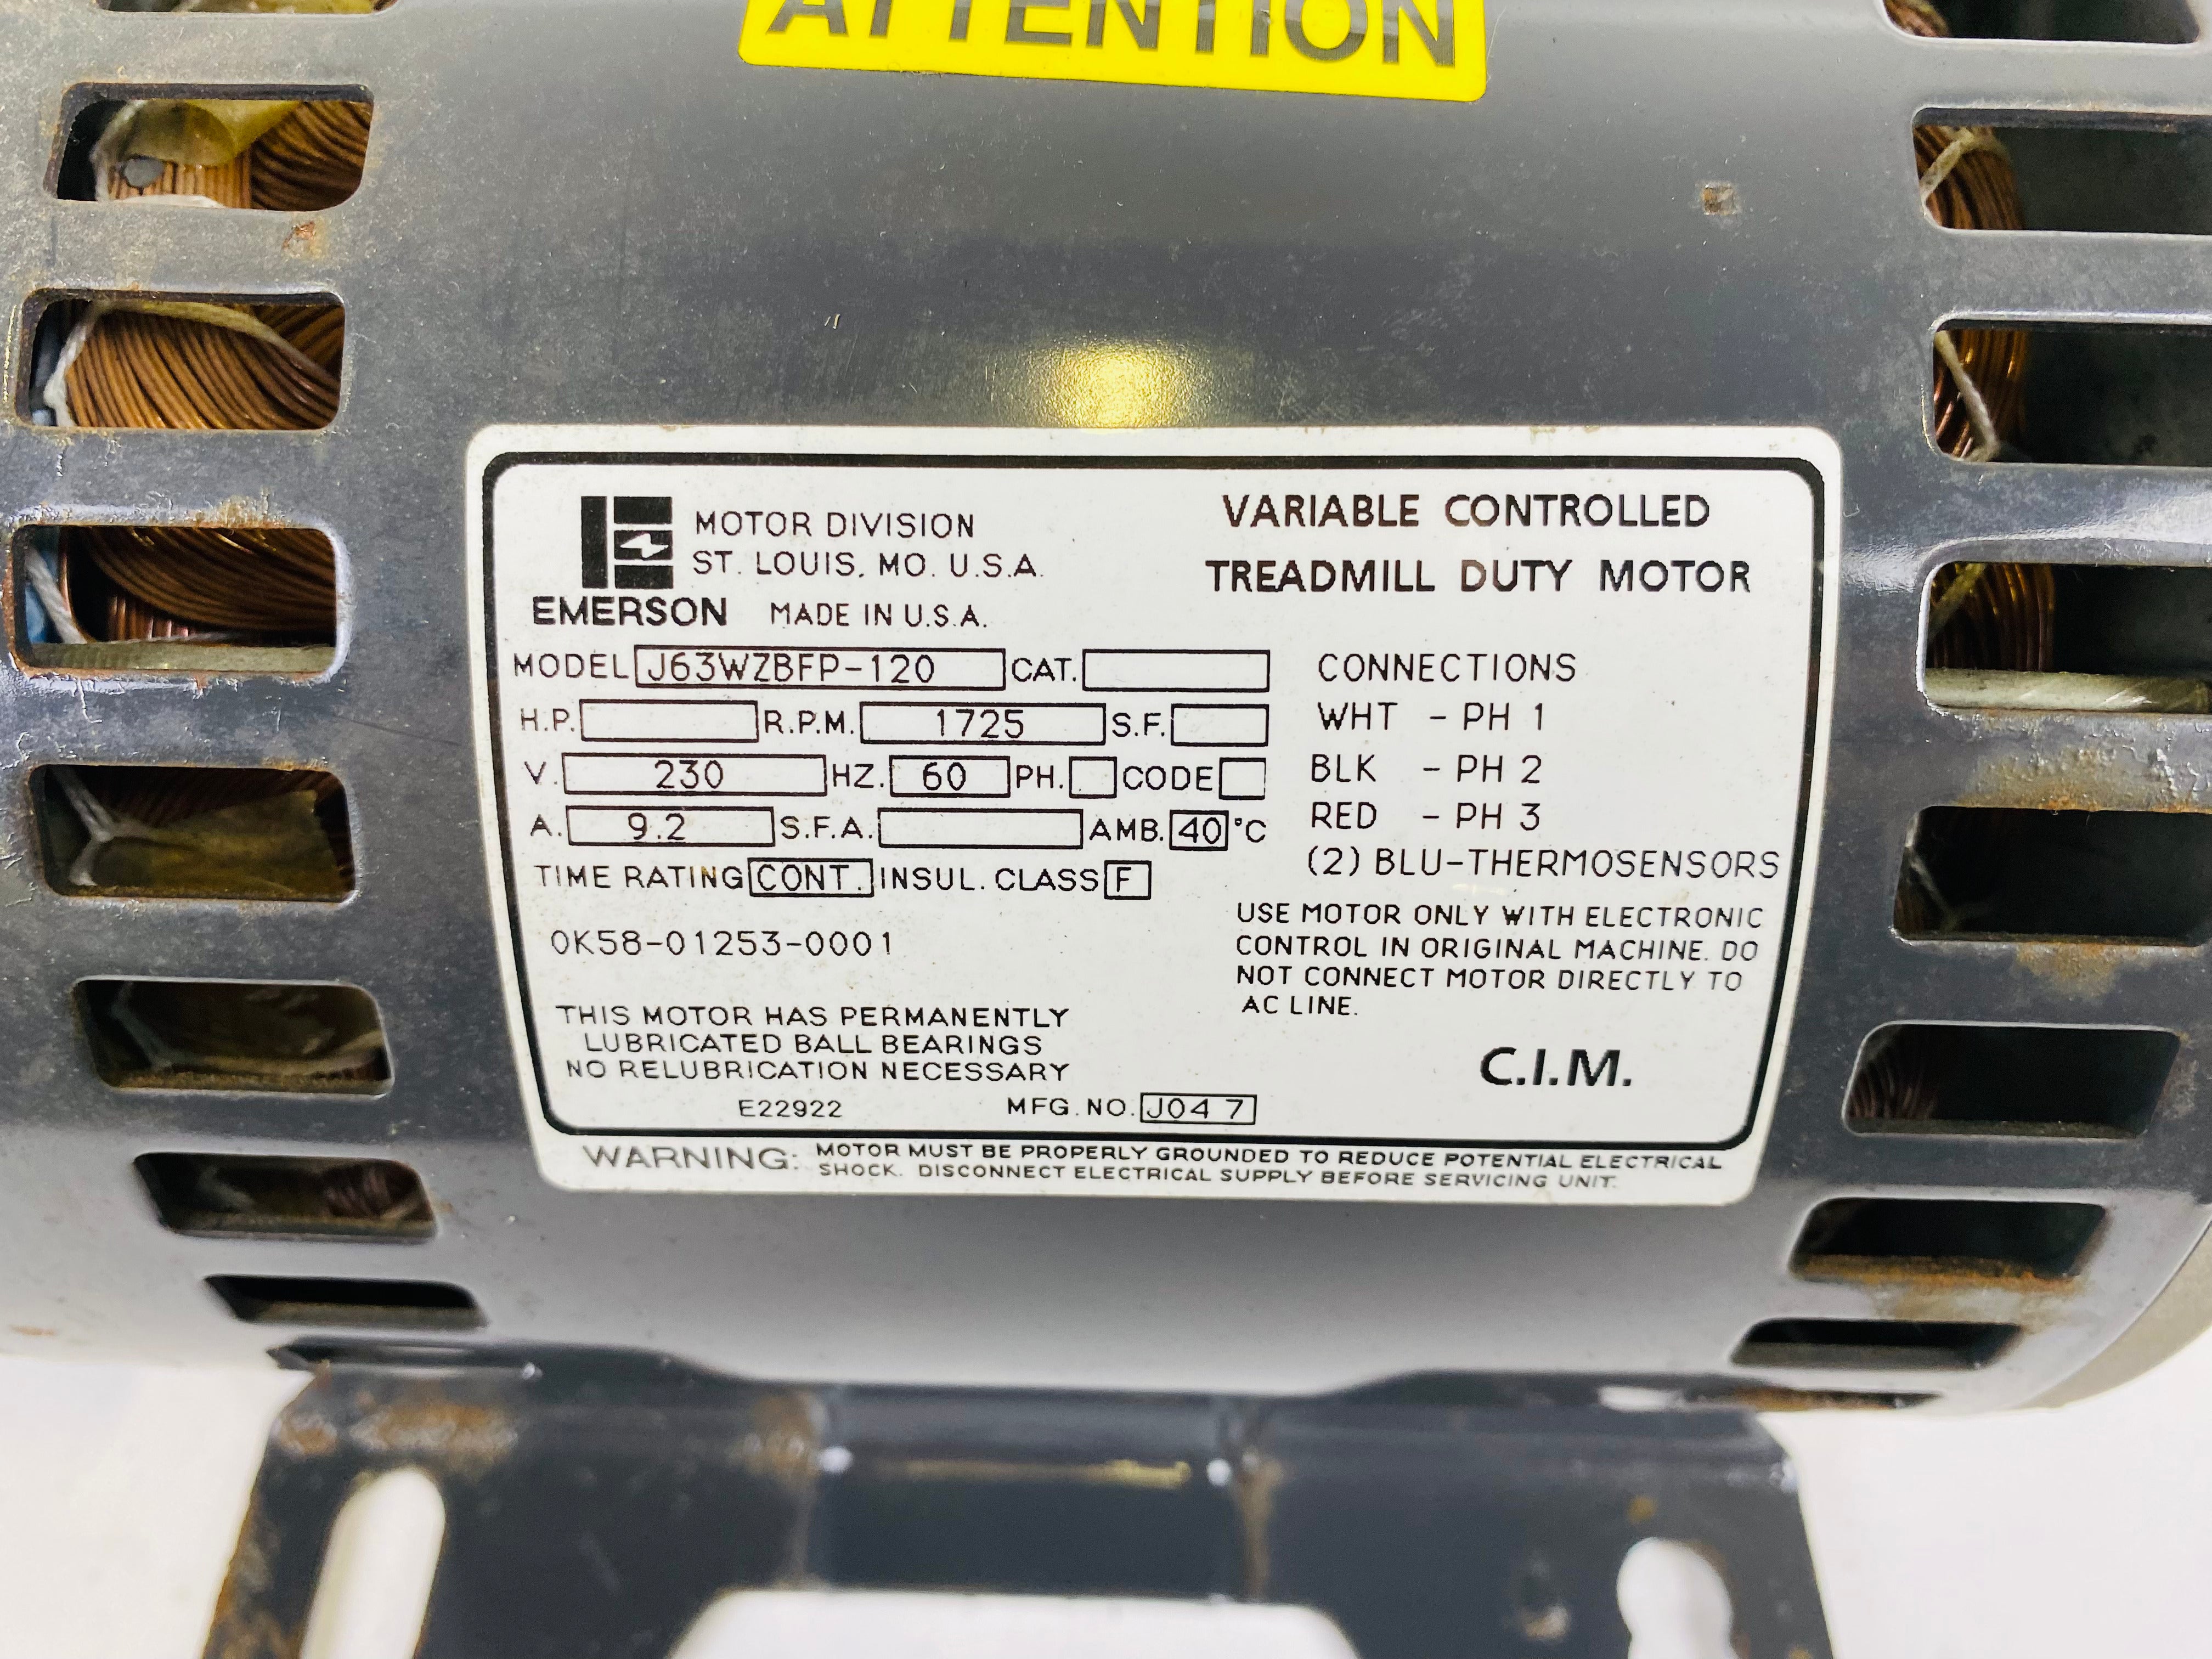 ATTENTION
MOTOR DIVISION
ST. LOUIS, MO. U.S.A.
EMERSON MADE IN U.S.A.
VARIABLE CONTROLLED
TREADMILL DUTY MOTOR
MODEL J63WZBFP-120 CAT.
H.P. R.P.M. 1725 S.F.
V. 230 HZ. 60 PH. CODE
A. 9.2 S.F.A. AMB. 40 °C
TIME RATING CONT. INSUL. CLASS F
OK58-01253-0001
THIS MOTOR HAS PERMANENTLY
LUBRICATED BALL BEARINGS
NO RELUBRICATION NECESSARY
E22922 MFG. NO. J04 7
CONNECTIONS
WHT - PH 1
BLK - PH 2
RED - PH 3
(2) BLU-THERMOSENSORS
USE MOTOR ONLY WITH ELECTRONIC
CONTROL IN ORIGINAL MACHINE. DO
NOT CONNECT MOTOR DIRECTLY TO
AC LINE.
C.I.M.
WARNING: MOTOR MUST BE PROPERLY GROUNDED TO REDUCE POTENTIAL ELECTRICAL
SHOCK. DISCONNECT ELECTRICAL SUPPLY BEFORE SERVICING UNIT.